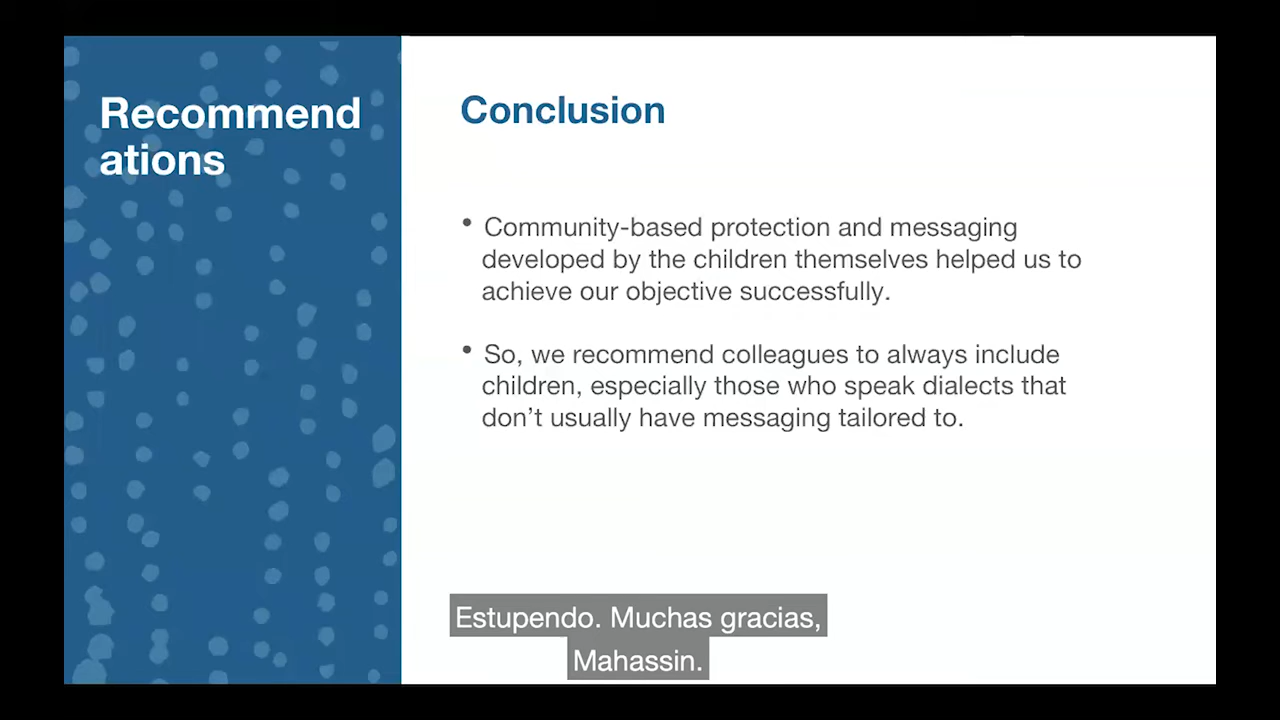 Recommend
ations
Conclusion
• Community-based protection and messaging
developed by the children themselves helped us to
achieve our objective successfully.
• So, we recommend colleagues to always include
children, especially those who speak dialects that
don’t usually have messaging tailored to.
Estupendo. Muchas gracias,
Mahassin.